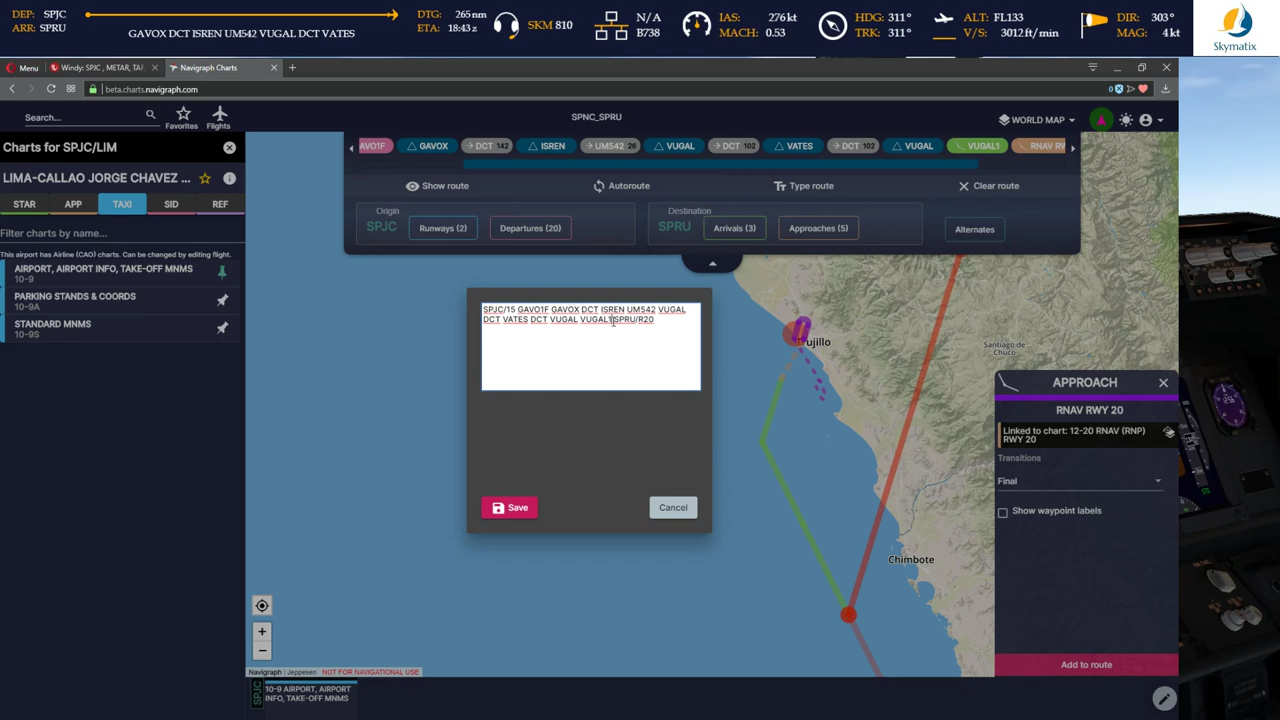 DEP: SPJC
ARR: SPRU
GAVOX DCT ISREN UM542 VUGAL DCT VATES
DTG: 265nm
ETA: 18:43z
SKM 810
N/A
B738
IAS: 276kt
MACH: 0.53
HDG: 311°
TRK: 311°
ALT: FL133
V/S: 3012ft/min
DIR: 303°
MAG: 4kt
Skymatix
Menu
Windy: SPJC , METAR, TAF,
Navigraph Charts
beta.charts.navigraph.com
0
Search...
Favorites
Flights
SPNC_SPRU
WORLD MAP
Charts for SPJC/LIM
LIMA-CALLAO JORGE CHAVEZ ...
STAR
APP
TAXI
SID
REF
Filter charts by name...
This airport has Airline (CAO) charts. Can be changed by editing flight.
AIRPORT, AIRPORT INFO, TAKE-OFF MNMS
10-9
PARKING STANDS & COORDS
10-9A
STANDARD MNMS
10-9S
AVO1F
GAVOX
DCT 142
ISREN
UM542 26
VUGAL
DCT 102
VATES
DCT 102
VUGAL
VUGAL1
RNAV RW
Show route
Autoroute
Type route
Clear route
Origin
SPJC
Runways (2)
Departures (20)
Destination
SPRU
Arrivals (3)
Approaches (5)
Alternates
SPJC/15 GAVO1F GAVOX DCT ISREN UM542 VUGAL
DCT VATES DCT VUGAL VUGAL1 SPRU/R20
Save
Cancel
Trujillo
Santiago de
Chuco
Chimbote
APPROACH
RNAV RWY 20
Linked to chart: 12-20 RNAV (RNP)
RWY 20
Transitions
Final
Show waypoint labels
Add to route
Navigraph | Jeppesen NOT FOR NAVIGATIONAL USE
SPJC
10-9 AIRPORT, AIRPORT
INFO, TAKE-OFF MNMS